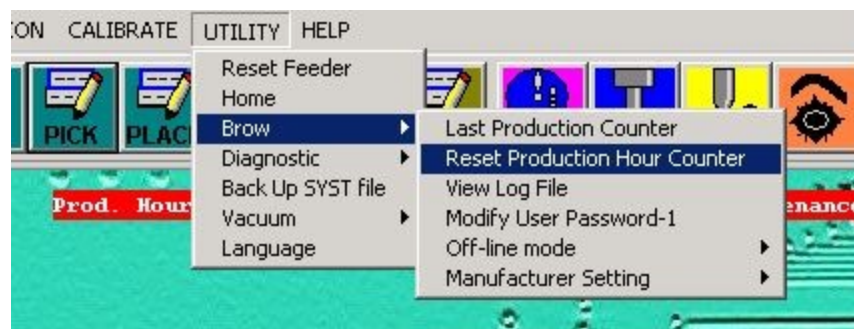 ON CALIBRATE UTILITY HELP
PICK PLAC
Reset Feeder
Home
Brow
Diagnostic
Back Up SYST file
Vacuum
Language
Last Production Counter
Reset Production Hour Counter
View Log File
Modify User Password-1
Off-line mode
Manufacturer Setting
Prod. Hour
enance